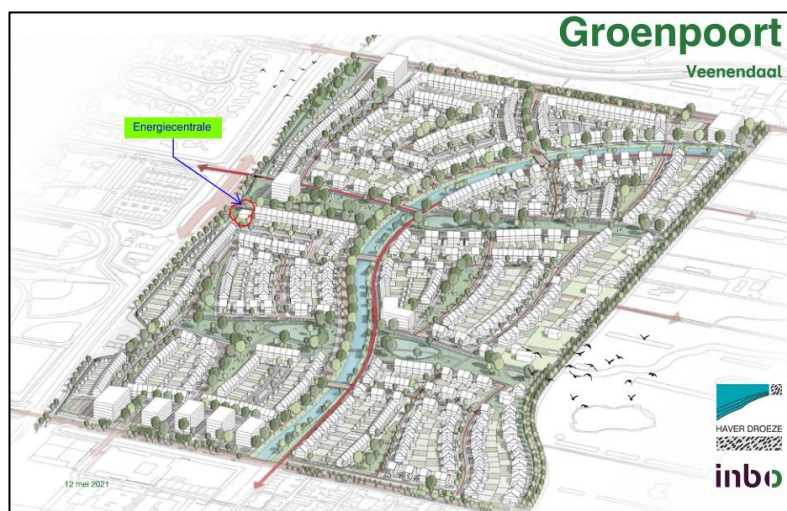 Groenpoort
Veenendaal
Energiecentrale
HAVER DROEZE
inbo
12 mei 2021